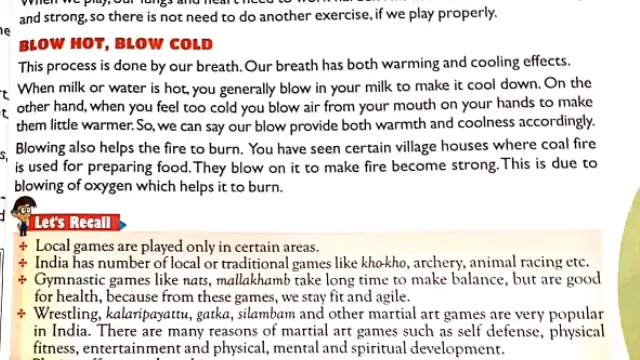 and strong, so there is not need to do another exercise, if we play properly.
BLOW HOT, BLOW COLD
This process is done by our breath. Our breath has both warming and cooling effects.
When milk or water is hot, you generally blow in your milk to make it cool down. On the
other hand, when you feel too cold you blow air from your mouth on your hands to make
them little warmer. So, we can say our blow provide both warmth and coolness accordingly.
Blowing also helps the fire to burn. You have seen certain village houses where coal fire
is used for preparing food. They blow on it to make fire become strong. This is due to
blowing of oxygen which helps it to burn.
Let's Recall
Local games are played only in certain areas.
India has number of local or traditional games like kho-kho, archery, animal racing etc.
Gymnastic games like nats, mallakhamb take long time to make balance, but are good
for health, because from these games, we stay fit and agile.
Wrestling, kalaripayattu, gatka, silambam and other martial art games are very popular
in India. There are many reasons of martial art games such as self defense, physical
fitness, entertainment and physical, mental and spiritual development.